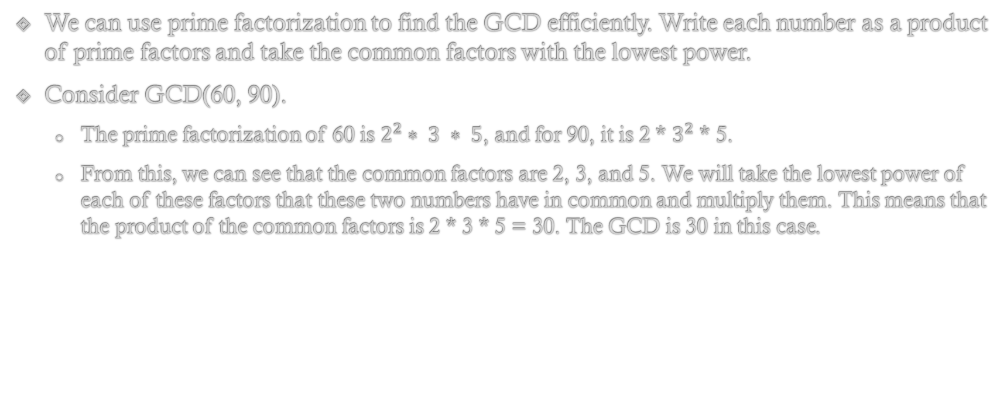 ❖ We can use prime factorization to find the GCD efficiently. Write each number as a product
of prime factors and take the common factors with the lowest power.
❖ Consider GCD(60, 90).
o The prime factorization of 60 is 2² * 3 * 5, and for 90, it is 2 * 3² * 5.
o From this, we can see that the common factors are 2, 3, and 5. We will take the lowest power of
each of these factors that these two numbers have in common and multiply them. This means that
the product of the common factors is 2 * 3 * 5 = 30. The GCD is 30 in this case.